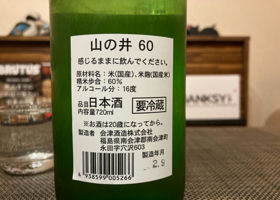 山の井 60
感じるままに飲んでください。
原材料名：米(国産)、米麹(国産米)
精米歩合：60%
アルコール分：16度
品目 日本酒 要冷蔵
内容量720ml
※お酒は20歳になってから。
製造者：会津酒造株式会社
福島県南会津郡南会津町
永田字穴沢603
製造年月
2.9
4938599005266
BRUTUS
BANKSY